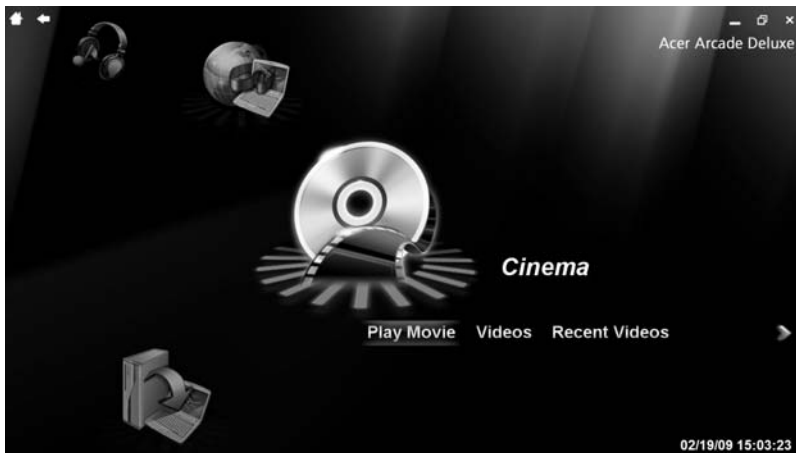 Acer Arcade Deluxe
Cinema
Play Movie Videos Recent Videos
02/19/09 15:03:23